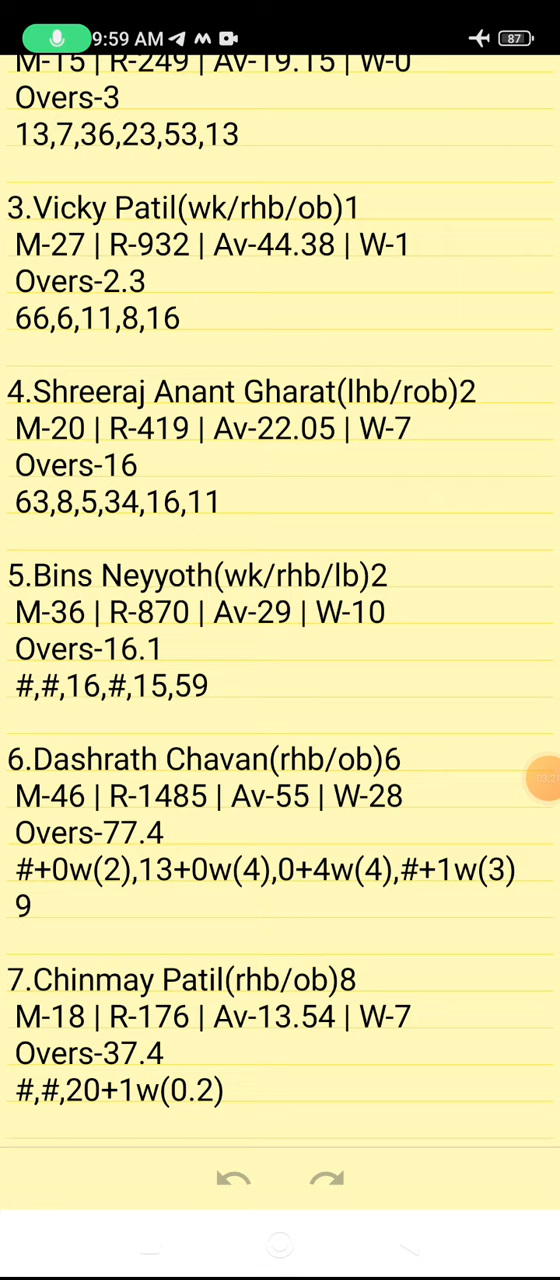 9:59 AM
87
M-15 | R-249 | Av-19.15 | W-0
Overs-3
13,7,36,23,53,13
3.Vicky Patil(wk/rhb/ob)1
M-27 | R-932 | Av-44.38 | W-1
Overs-2.3
66,6,11,8,16
4.Shreeraj Anant Gharat(lhb/rob)2
M-20 | R-419 | Av-22.05 | W-7
Overs-16
63,8,5,34,16,11
5.Bins Neyyoth(wk/rhb/lb)2
M-36 | R-870 | Av-29 | W-10
Overs-16.1
#,#,16,#,15,59
6.Dashrath Chavan(rhb/ob)6
M-46 | R-1485 | Av-55 | W-28
Overs-77.4
#+0w(2),13+0w(4),0+4w(4),#+1w(3)
9
7.Chinmay Patil(rhb/ob)8
M-18 | R-176 | Av-13.54 | W-7
Overs-37.4
#,#,20+1w(0.2)